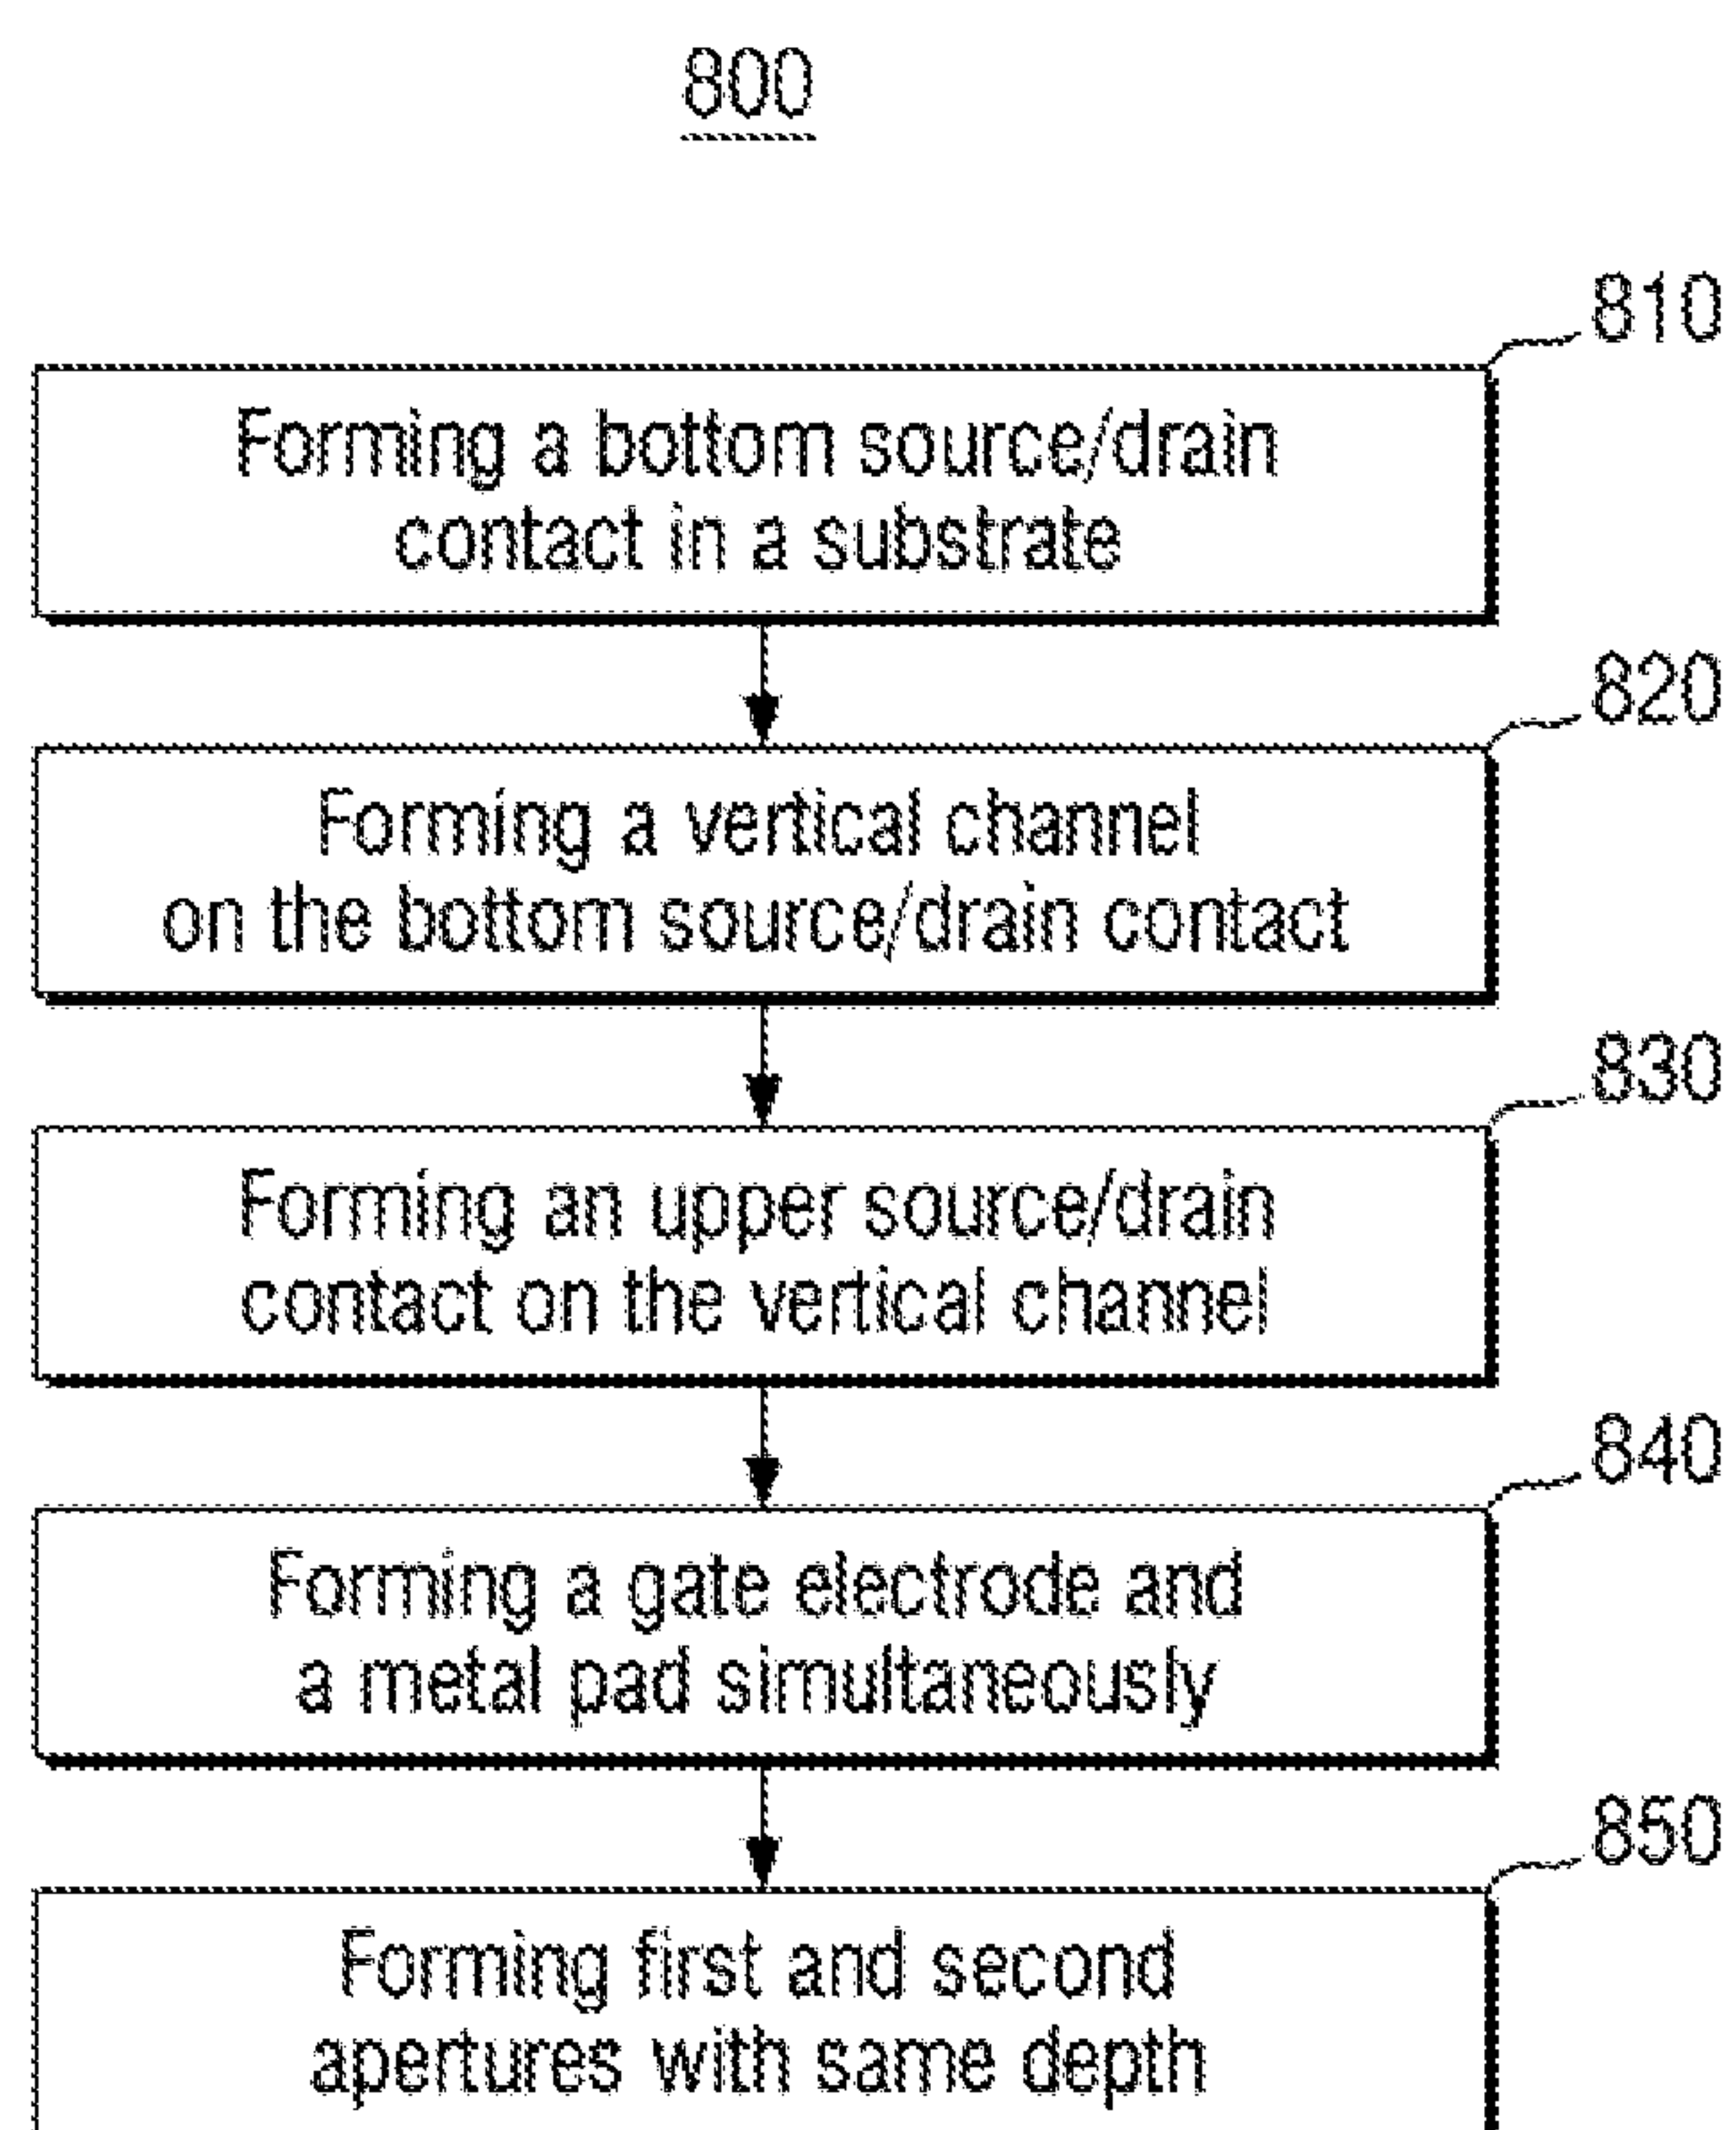 800
810
Forming a bottom source/drain
contact in a substrate
820
Forming a vertical channel
on the bottom source/drain contact
830
Forming an upper source/drain
contact on the vertical channel
840
Forming a gate electrode and
a metal pad simultaneously
850
Forming first and second
apertures with same depth